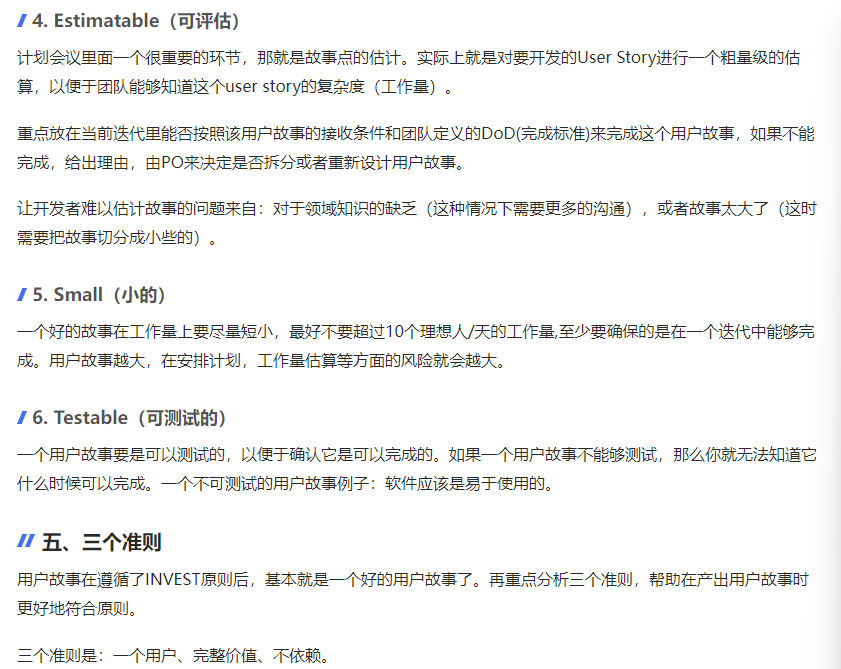 4. Estimatable（可评估）
计划会议里面一个很重要的环节，那就是故事点的估计。实际上就是对要开发的User Story进行一个粗量级的估
算，以便于团队能够知道这个user story的复杂度（工作量）。
重点放在当前迭代里能否按照该用户故事的接收条件和团队定义的DoD(完成标准)来完成这个用户故事，如果不能
完成，给出理由，由PO来决定是否拆分或者重新设计用户故事。
让开发者难以估计故事的问题来自：对于领域知识的缺乏（这种情况下需要更多的沟通），或者故事太大了（这时
需要把故事切分成小些的）。
5. Small（小的）
一个好的故事在工作量上要尽量短小，最好不要超过10个理想人/天的工作量,至少要确保的是在一个迭代中能够完
成。用户故事越大，在安排计划，工作量估算等方面的风险就会越大。
6. Testable（可测试的）
一个用户故事要是可以测试的，以便于确认它是可以完成的。如果一个用户故事不能够测试，那么你就无法知道它
什么时候可以完成。一个不可测试的用户故事例子：软件应该是易于使用的。
五、三个准则
用户故事在遵循了INVEST原则后，基本就是一个好的用户故事了。再重点分析三个准则，帮助在产出用户故事时
更好地符合原则。
三个准则是：一个用户、完整价值、不依赖。